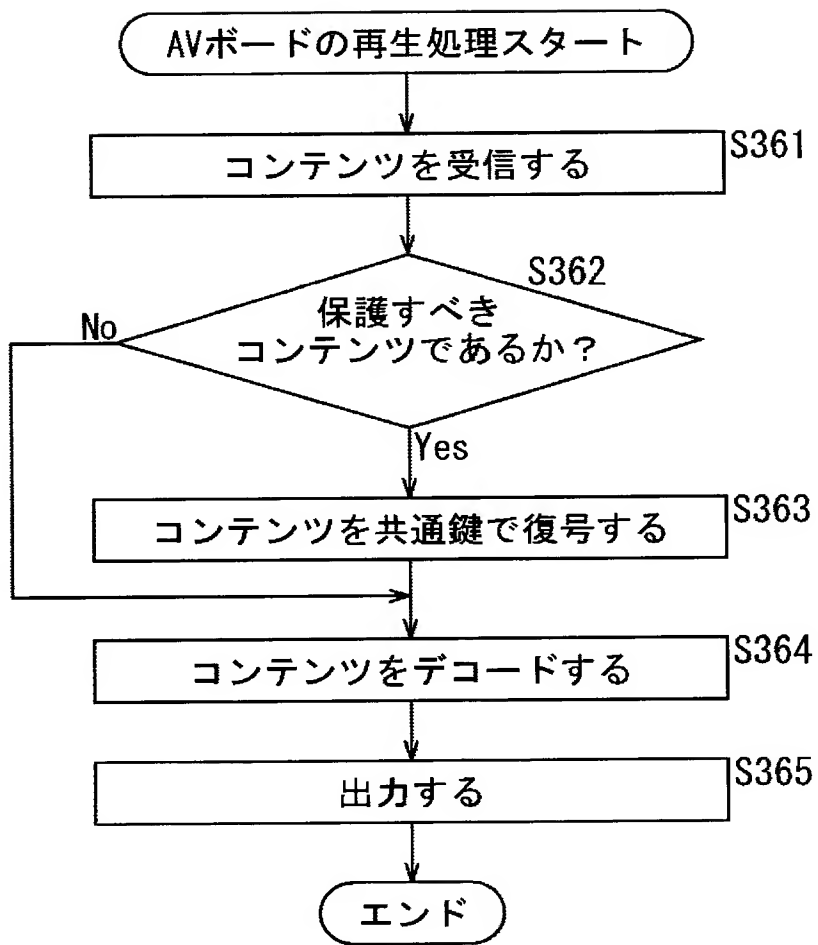 AVボードの再生処理スタート
S361
コンテンツを受信する
S362
保護すべき
コンテンツであるか？
No
Yes
S363
コンテンツを共通鍵で復号する
S364
コンテンツをデコードする
S365
出力する
エンド